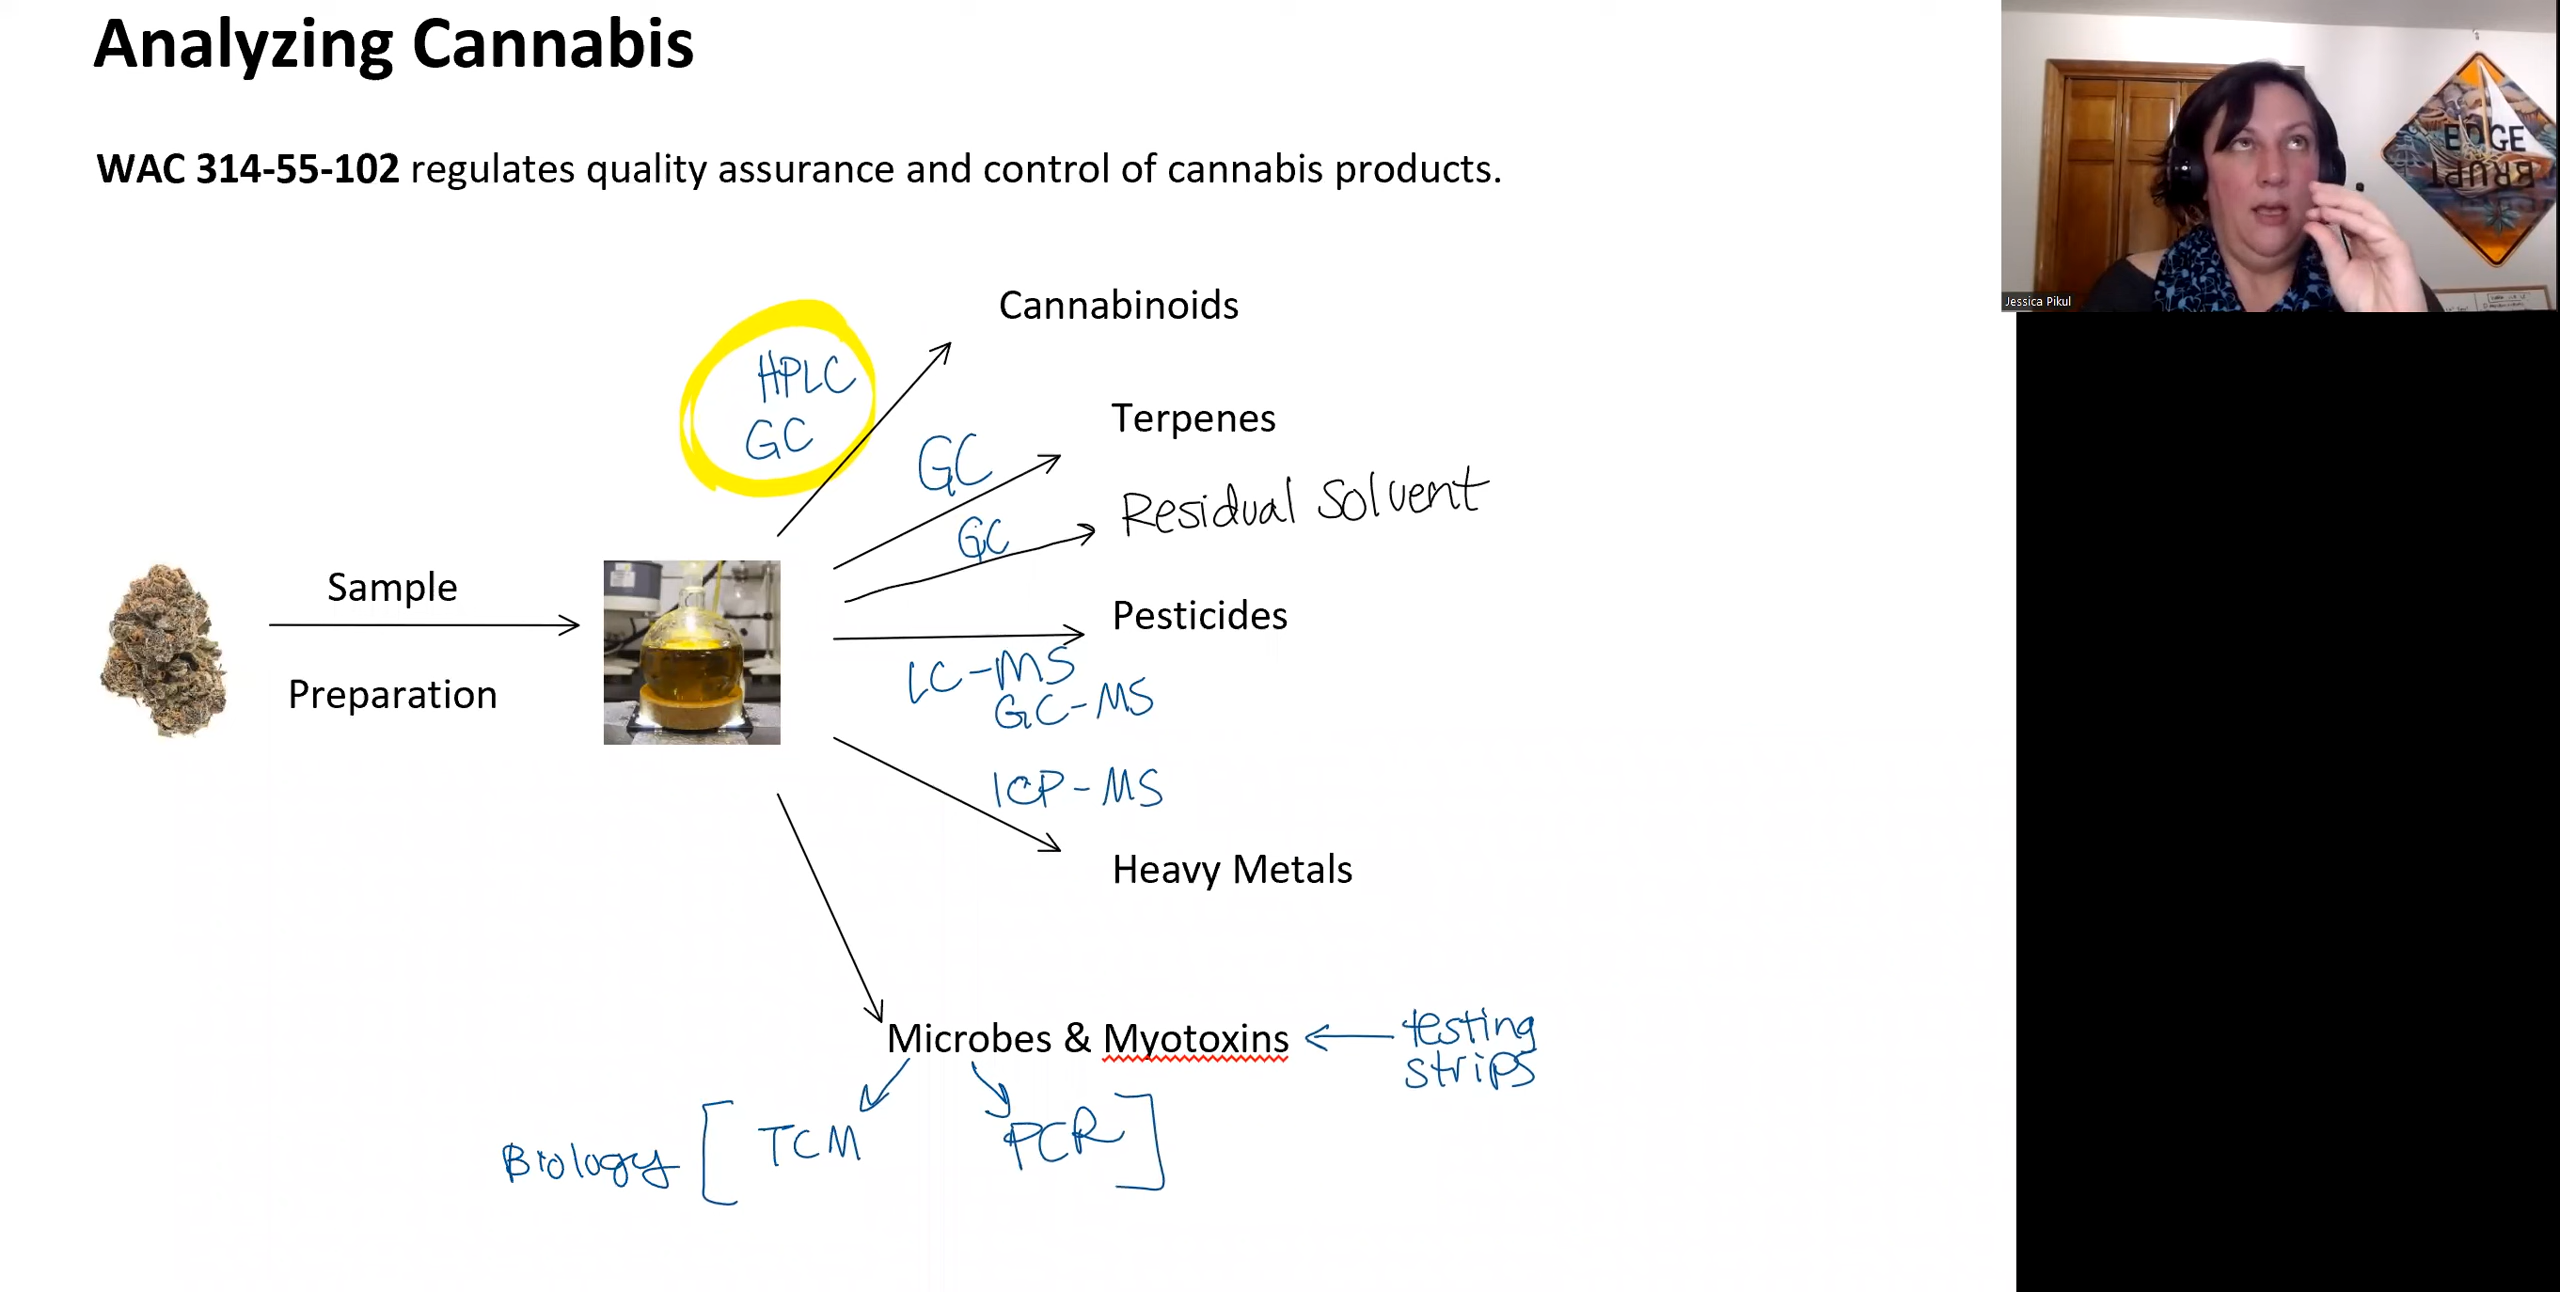 Analyzing Cannabis
WAC 314-55-102 regulates quality assurance and control of cannabis products.
EDGE
Jessica Pikul
Cannabinoids
HPLC
GC
Terpenes
GC
Residual Solvent
GC
Sample
Preparation
Pesticides
LC-MS
GC-MS
ICP-MS
Heavy Metals
Microbes & Myotoxins
testing
strips
Biology [ TCM PCR ]